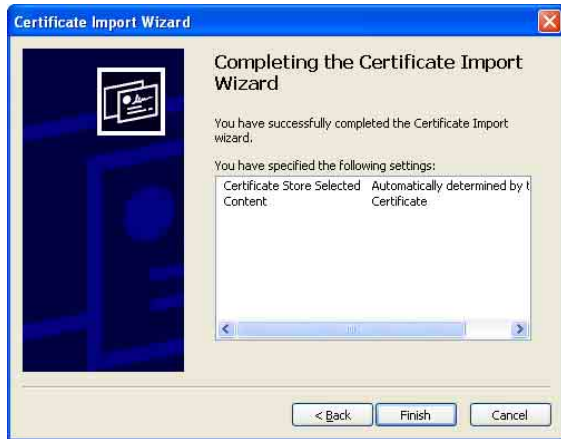 Certificate Import Wizard
Completing the Certificate Import
Wizard
You have successfully completed the Certificate Import
wizard.
You have specified the following settings:
Certificate Store Selected Automatically determined by t
Content Certificate
< Back Finish Cancel